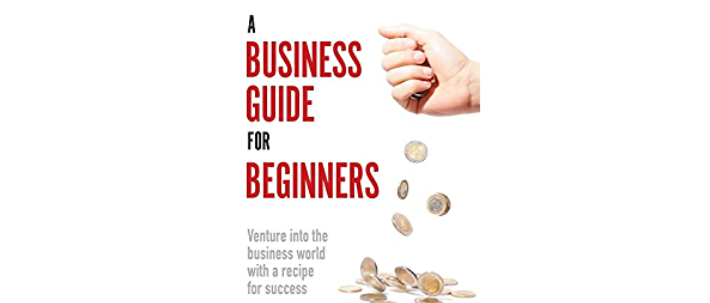 A
BUSINESS
GUIDE
FOR
BEGINNERS
Venture into the
business world
with a recipe
for success